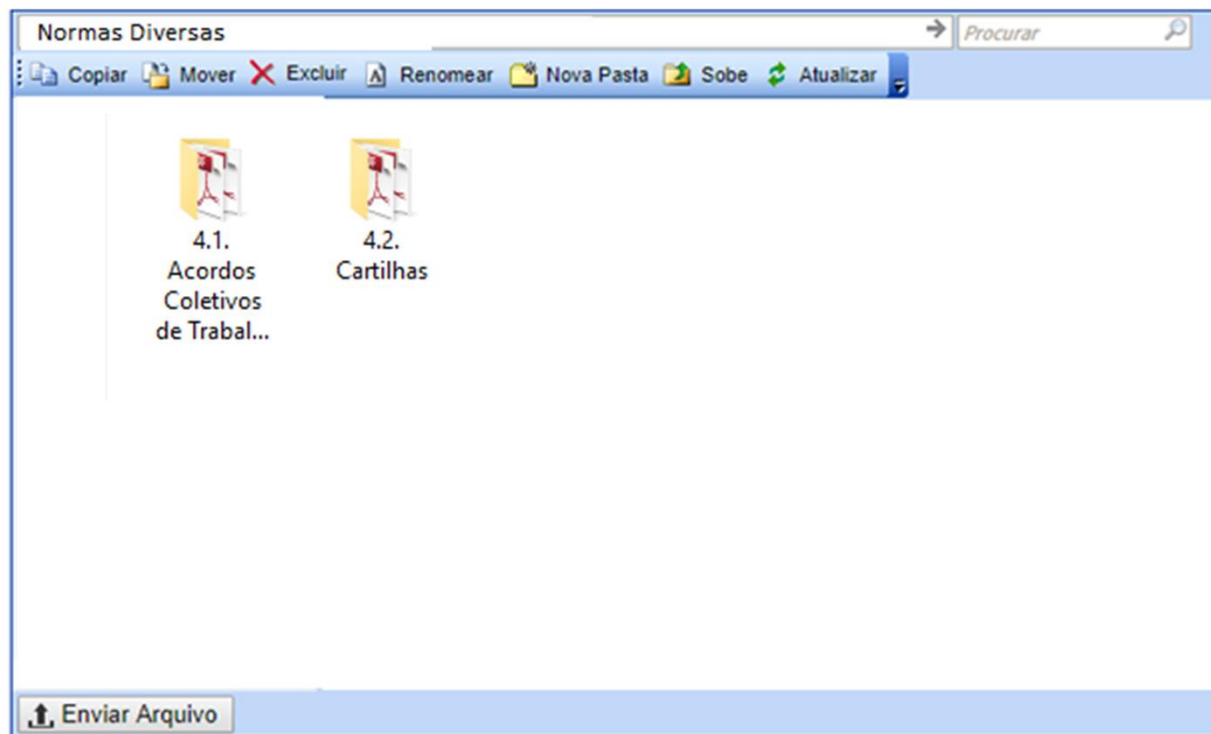 Normas Diversas
Procurar
Copiar Mover Excluir Renomear Nova Pasta Sobe Atualizar
4.1.
Acordos
Coletivos
de Trabal...
4.2.
Cartilhas
Enviar Arquivo